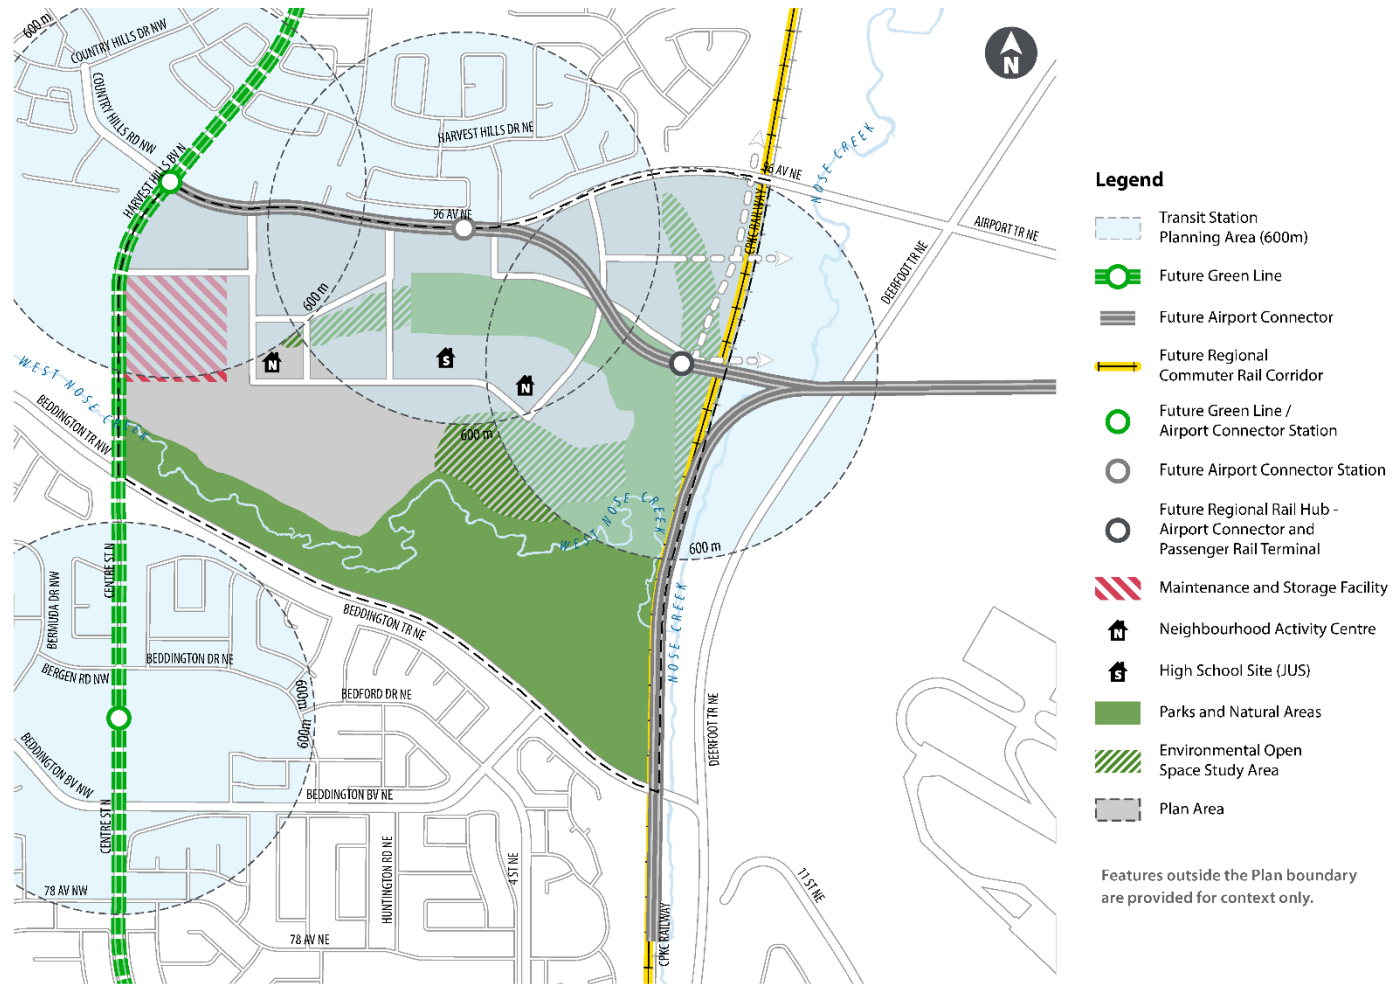 600 m
COUNTRY HILLS DR NW
COUNTRY HILLS RD NW
HARVEST HILLS BV N
HARVEST HILLS DR NE
96 AV NE
96 AV NE
CPKC RAILWAY
NOSE CREEK
AIRPORT TR NE
DEERFOOT TR NE
N
600 m
WEST NOSE CREEK
BEDDINGTON TR NW
N
S
N
600 m
WEST NOSE CREEK
600 m
CENTRE ST N
BERMUDA DR NW
BEDDINGTON TR NE
NOSE CREEK
BERGEN RD NW
BEDDINGTON DR NE
600m
BEDFORD DR NE
600m
DEERFOOT TR NE
BEDDINGTON BV NW
BEDDINGTON BV NE
CENTRE ST N
HUNTINGTON RD NE
4 ST NE
11 ST NE
78 AV NW
78 AV NE
CPKC RAILWAY
Legend
Transit Station
Planning Area (600m)
Future Green Line
Future Airport Connector
Future Regional
Commuter Rail Corridor
Future Green Line /
Airport Connector Station
Future Airport Connector Station
Future Regional Rail Hub -
Airport Connector and
Passenger Rail Terminal
Maintenance and Storage Facility
N
Neighbourhood Activity Centre
S
High School Site (JUS)
Parks and Natural Areas
Environmental Open
Space Study Area
Plan Area
Features outside the Plan boundary
are provided for context only.